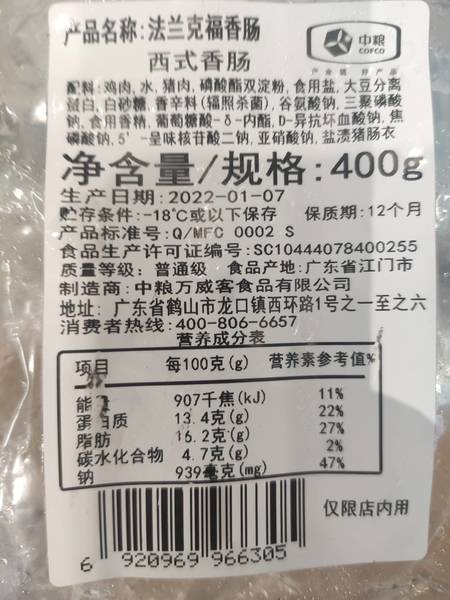 产品名称:法兰克福香肠
西式香肠
中粮
COFCO
产业链 好产品
配料:鸡肉,水,猪肉,磷酸酯双淀粉,食用盐,大豆分离
蛋白,白砂糖,香辛料(辐照杀菌),谷氨酸钠,三聚磷酸
钠,食用香精,葡萄糖酸-δ-内酯,D-异抗坏血酸钠,焦
磷酸钠,5'-呈味核苷酸二钠,亚硝酸钠,盐渍猪肠衣
净含量/规格:400g
生产日期:2022-01-07
贮存条件:-18℃或以下保存 保质期:12个月
产品标准号:Q/MFC 0002 S
食品生产许可证编号:SC10444078400255
质量等级: 普通级 食品产地:广东省江门市
制造商:中粮万威客食品有限公司
地址: 广东省鹤山市龙口镇西环路1号之一至之六
消费者热线:400-806-6657
营养成分表
项目 每100克(g) 营养素参考值%
能 907千焦(kJ) 11%
蛋白质 13.4克(g) 22%
脂肪 16.2克(g) 27%
碳水化合物 4.7克(g) 2%
钠 939毫克(mg) 47%
仅限店内用
6 920969 966305